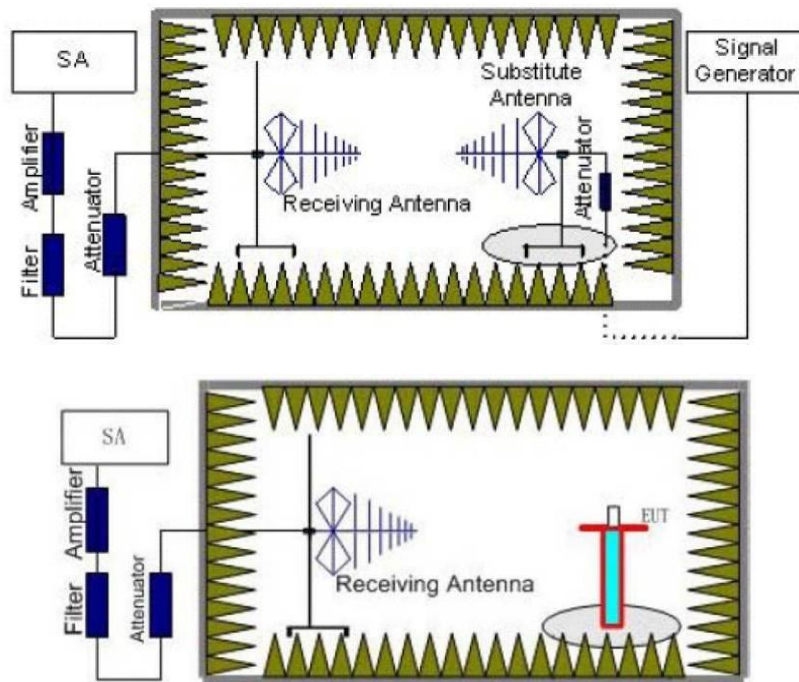 SA
Amplifier
Filter
Attenuator
Receiving Antenna
Substitute
Antenna
Attenuator
Signal
Generator
SA
Amplifier
Filter
Attenuator
Receiving Antenna
EUT